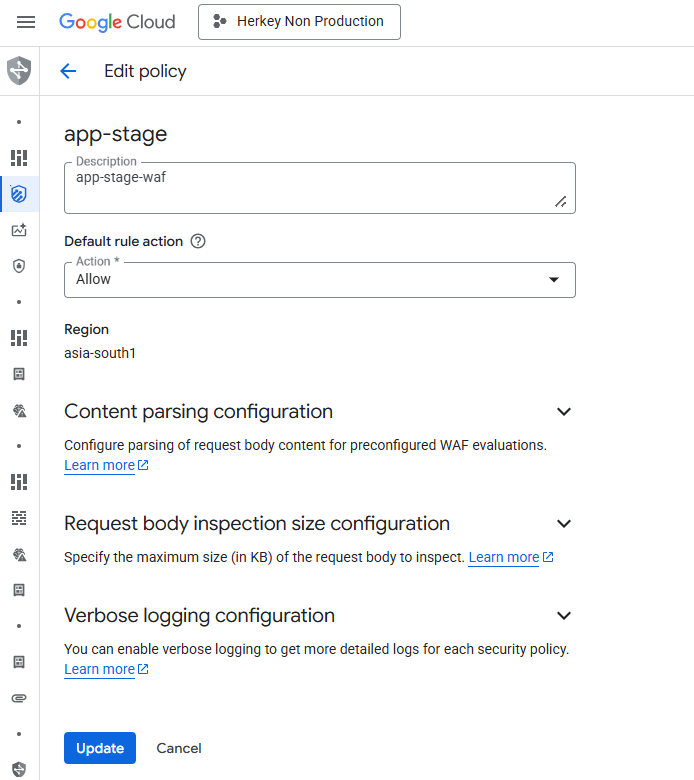 Google Cloud
Herkey Non Production
Edit policy
app-stage
Description
app-stage-waf
Default rule action
Action *
Allow
Region
asia-south1
Content parsing configuration
Configure parsing of request body content for preconfigured WAF evaluations.
Learn more
Request body inspection size configuration
Specify the maximum size (in KB) of the request body to inspect. Learn more
Verbose logging configuration
You can enable verbose logging to get more detailed logs for each security policy.
Learn more
Update Cancel